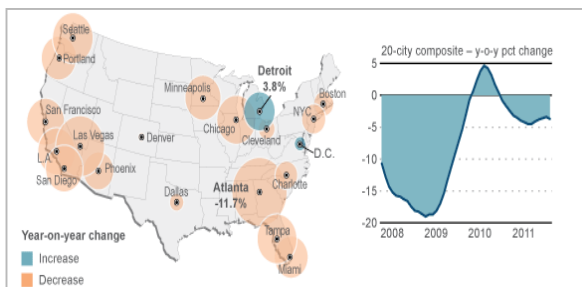 Seattle
Portland
San Francisco
Las Vegas
L.A.
San Diego
Phoenix
Denver
Minneapolis
Chicago
Detroit
3.8%
Cleveland
Boston
NYC
D.C.
Charlotte
Atlanta
-11.7%
Dallas
Tampa
Miami
Year-on-year change
Increase
Decrease
20-city composite – y-o-y pct change
5
0
-5
-10
-15
-20
2008
2009
2010
2011